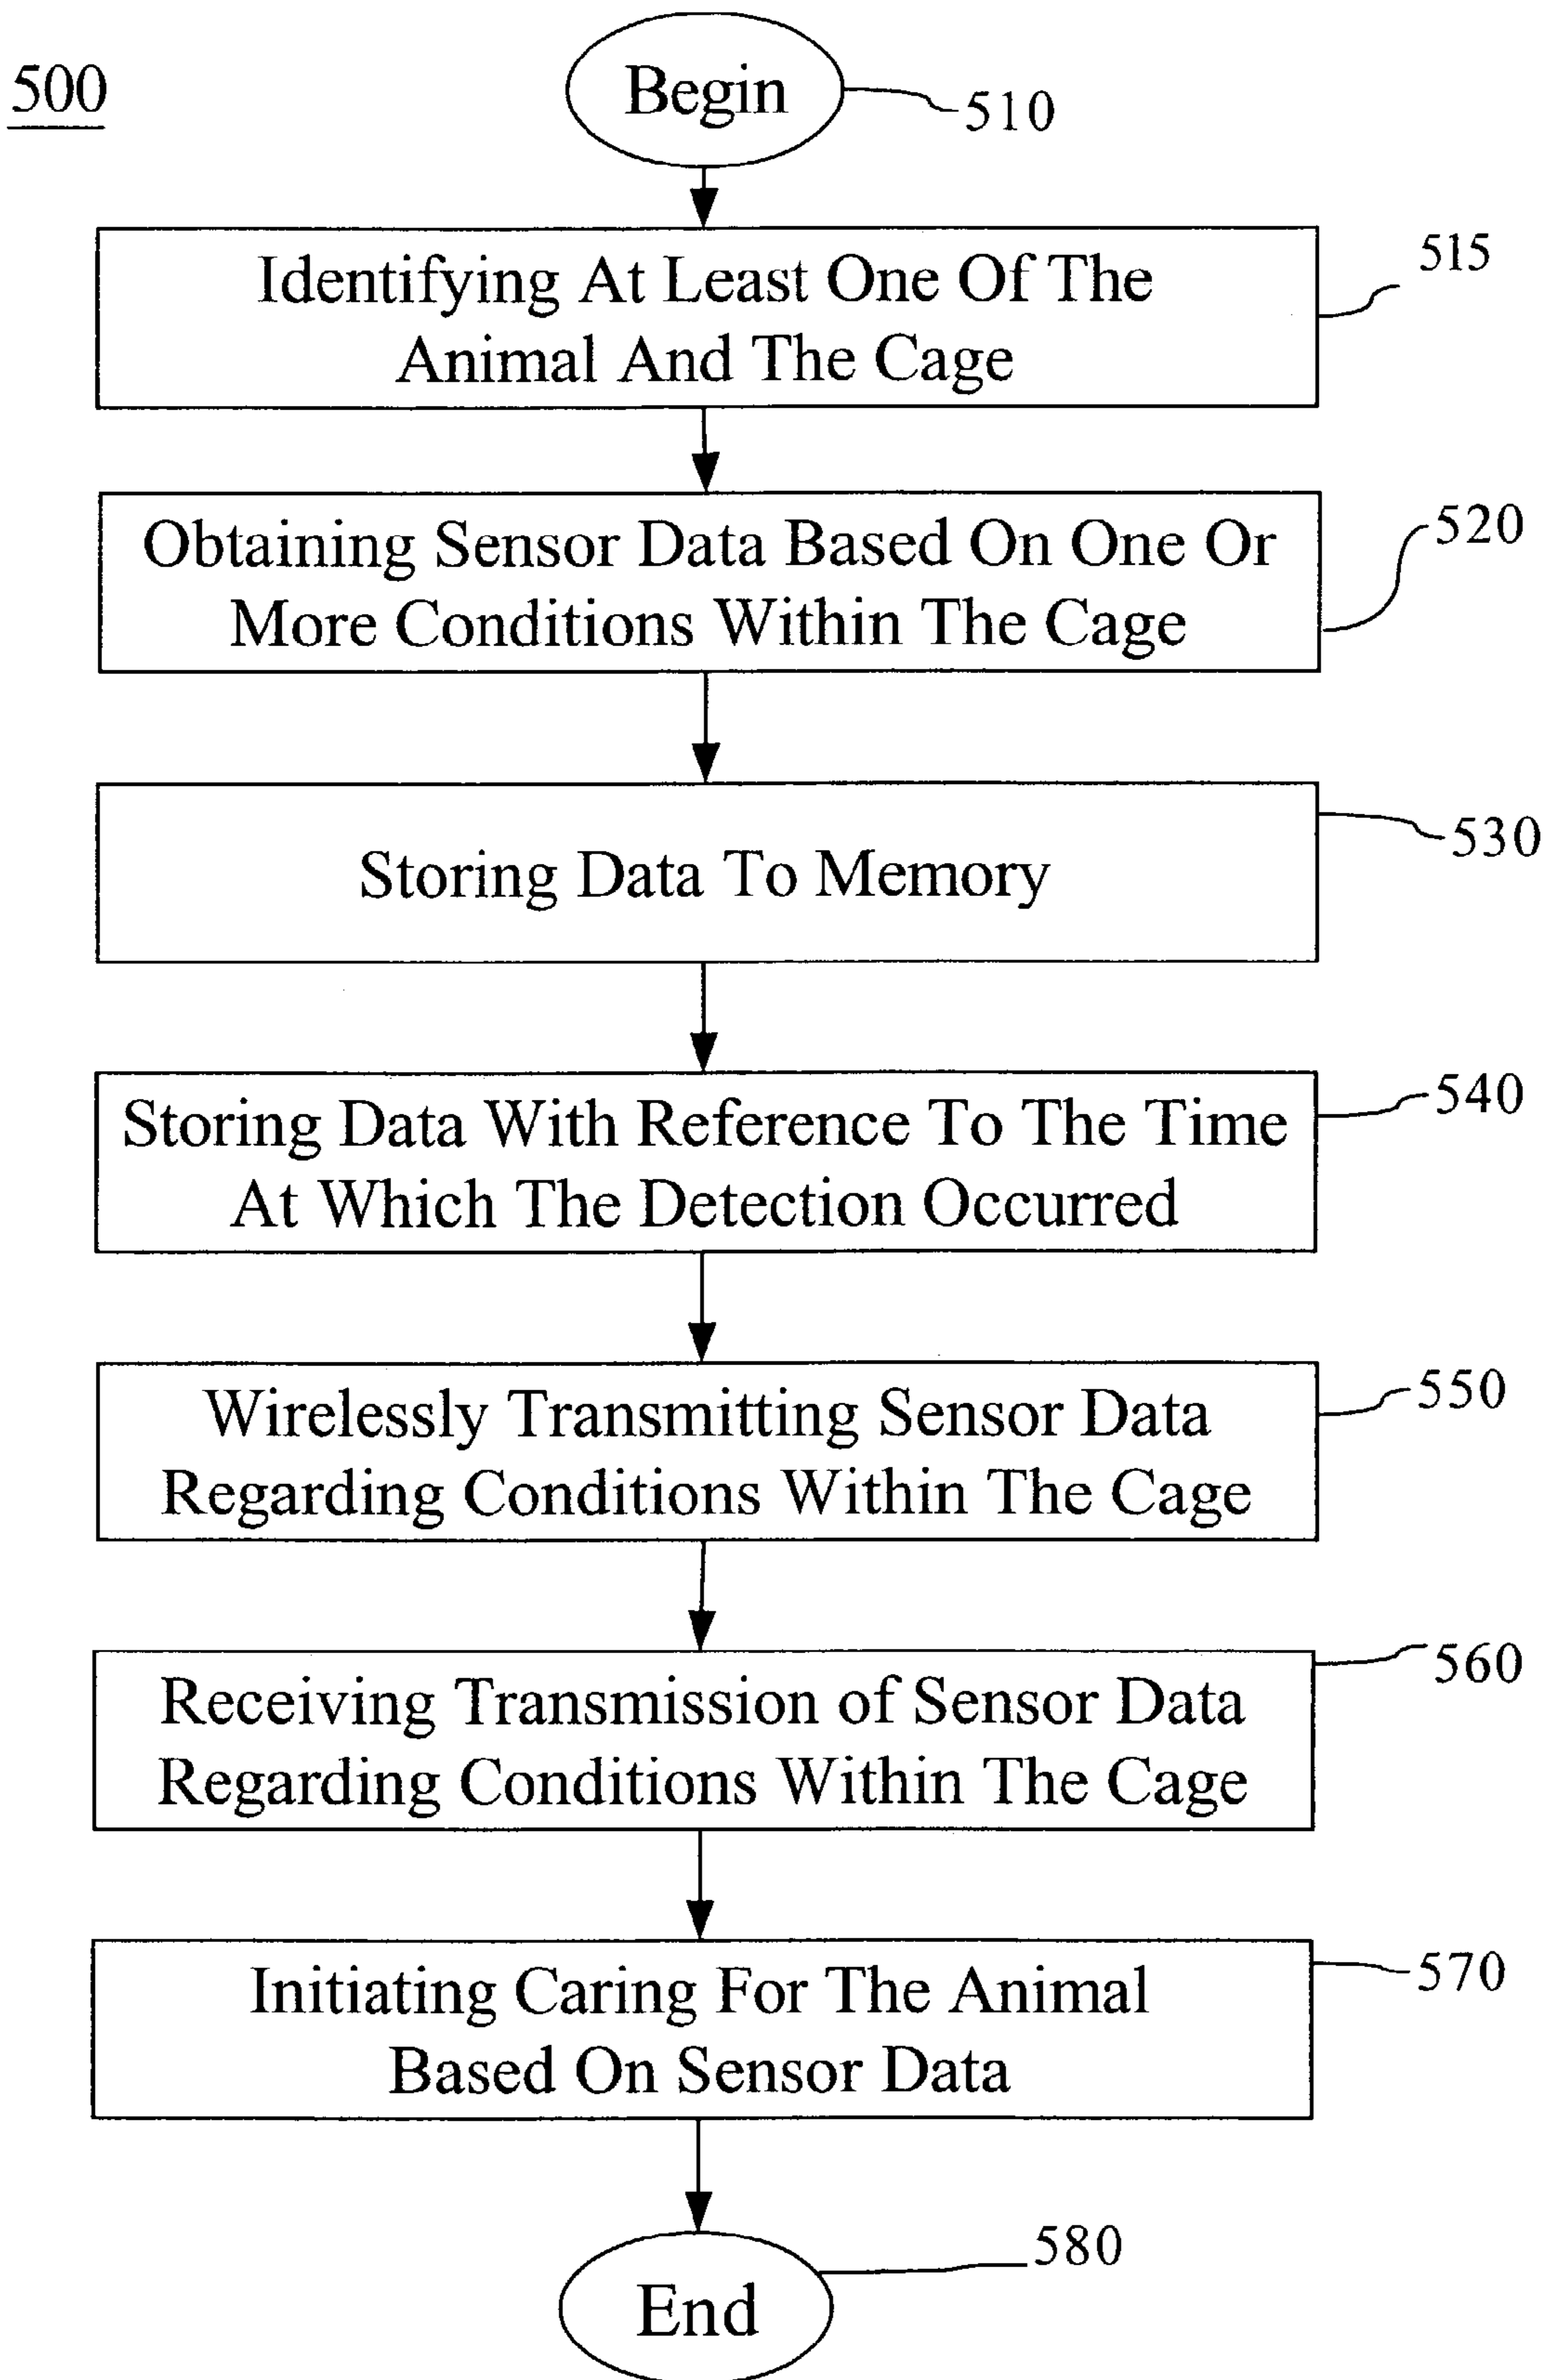 500
Begin
510
Identifying At Least One Of The
Animal And The Cage
515
Obtaining Sensor Data Based On One Or
More Conditions Within The Cage
520
Storing Data To Memory
530
Storing Data With Reference To The Time
At Which The Detection Occurred
540
Wirelessly Transmitting Sensor Data
Regarding Conditions Within The Cage
550
Receiving Transmission of Sensor Data
Regarding Conditions Within The Cage
560
Initiating Caring For The Animal
Based On Sensor Data
570
End
580